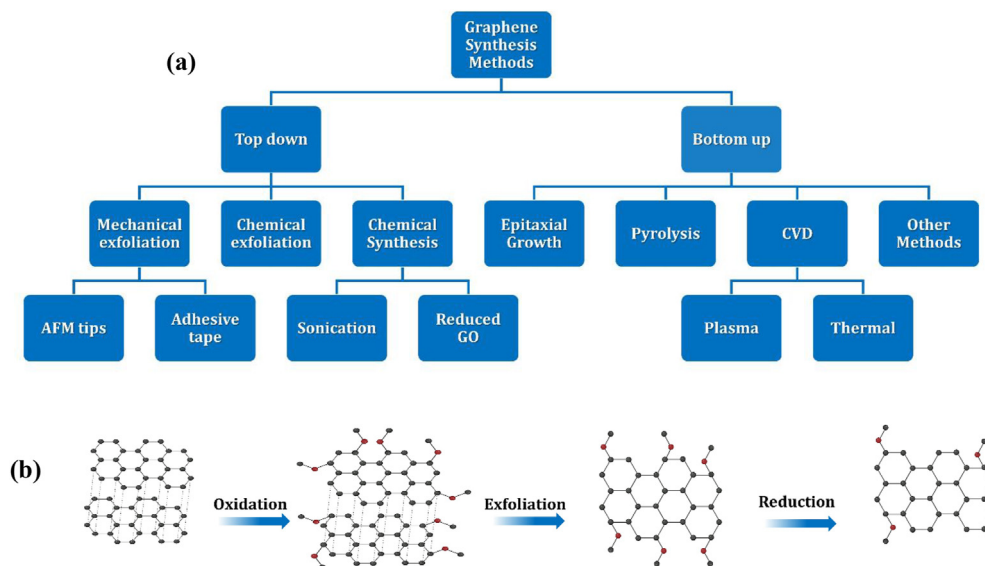 Graphene
Synthesis
Methods
(a)
Top down
Bottom up
Mechanical
exfoliation
Chemical
exfoliation
Chemical
Synthesis
Epitaxial
Growth
Pyrolysis
CVD
Other
Methods
AFM tips
Adhesive
tape
Sonication
Reduced
GO
Plasma
Thermal
(b)
Oxidation
Exfoliation
Reduction